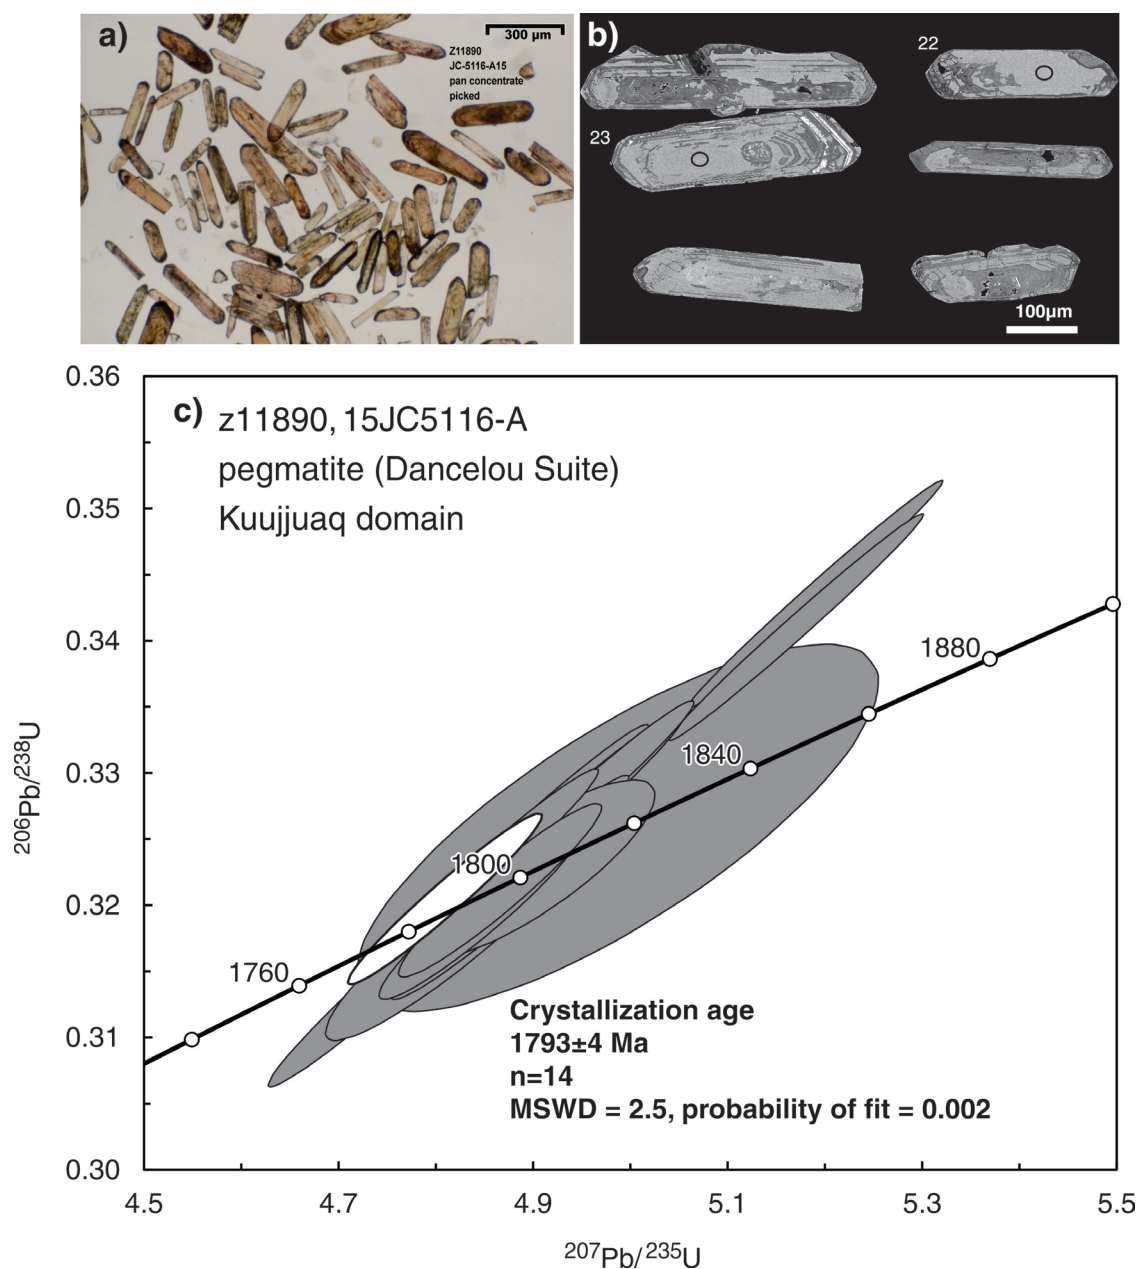 a)
300 µm
Z11890
JC-5116-A15
pan concentrate
picked
b)
22
23
100µm
c) z11890, 15JC5116-A
pegmatite (Dancelou Suite)
Kuujjuaq domain
0.36
0.35
0.34
0.33
0.32
0.31
0.30
206Pb/238U
1880
1840
1800
1760
Crystallization age
1793±4 Ma
n=14
MSWD = 2.5, probability of fit = 0.002
4.5 4.7 4.9 5.1 5.3 5.5
207Pb/235U